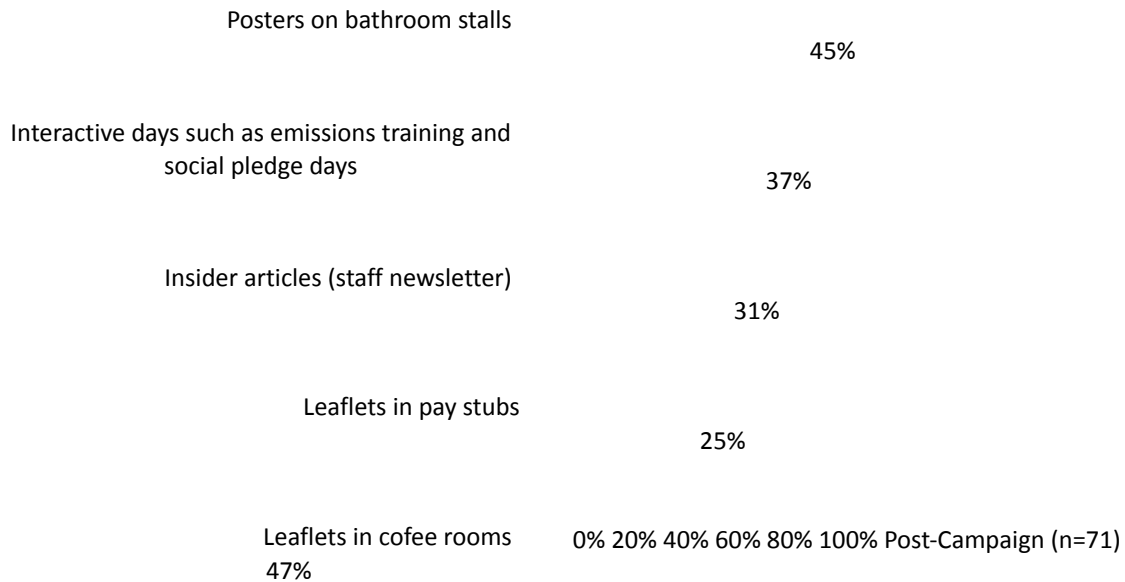 Posters on bathroom stalls
45%
Interactive days such as emissions training and
social pledge days
37%
Insider articles (staff newsletter)
31%
Leaflets in pay stubs
25%
Leaflets in cofee rooms
0% 20% 40% 60% 80% 100% Post-Campaign (n=71)
47%